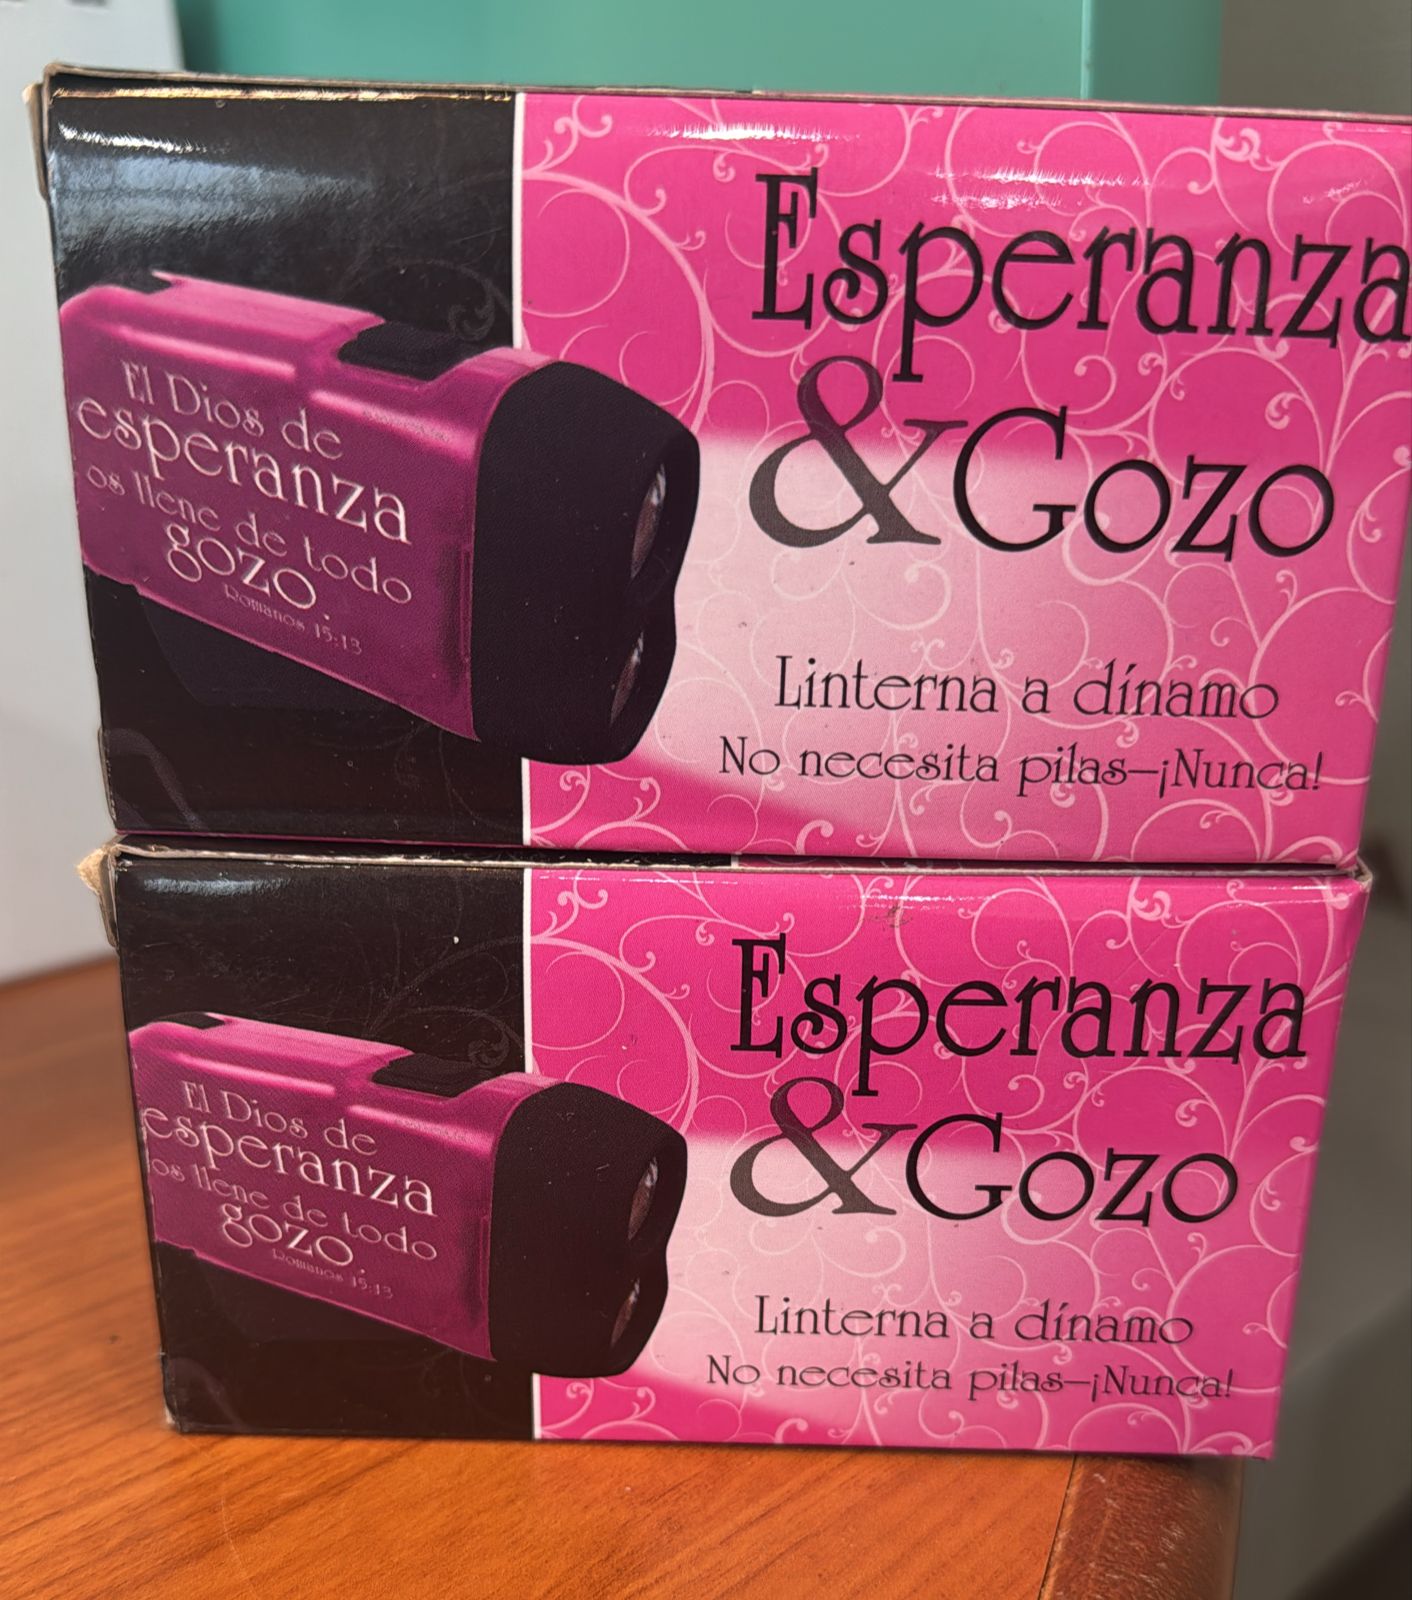 El Dios de
esperanza
os llene de todo
gozo.
Romanos 15:13
Esperanza
& Gozo
Linterna a dínamo
No necesita pilas–¡Nunca!
El Dios de
esperanza
os llene de todo
gozo.
Romanos 15:13
Esperanza
& Gozo
Linterna a dínamo
No necesita pilas–¡Nunca!